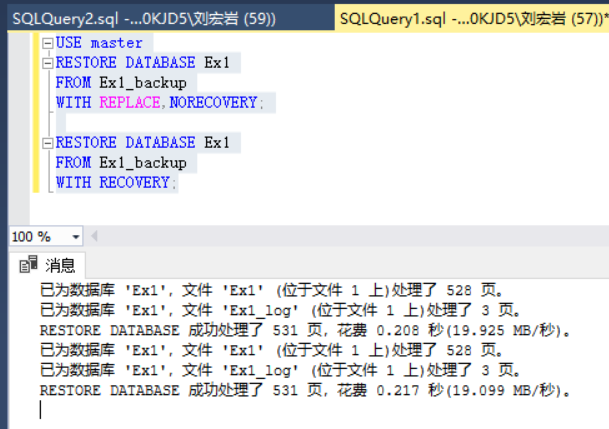 SQLQuery2.sql -...0KJD5\刘宏岩 (59)) SQLQuery1.sql -...0KJD5\刘宏岩 (57))*
USE master
RESTORE DATABASE Ex1
FROM Ex1_backup
WITH REPLACE,NORECOVERY;
RESTORE DATABASE Ex1
FROM Ex1_backup
WITH RECOVERY;
100 %
消息
已为数据库 'Ex1'，文件 'Ex1' (位于文件 1 上)处理了 528 页。
已为数据库 'Ex1'，文件 'Ex1_log' (位于文件 1 上)处理了 3 页。
RESTORE DATABASE 成功处理了 531 页，花费 0.208 秒(19.925 MB/秒)。
已为数据库 'Ex1'，文件 'Ex1' (位于文件 1 上)处理了 528 页。
已为数据库 'Ex1'，文件 'Ex1_log' (位于文件 1 上)处理了 3 页。
RESTORE DATABASE 成功处理了 531 页，花费 0.217 秒(19.099 MB/秒)。